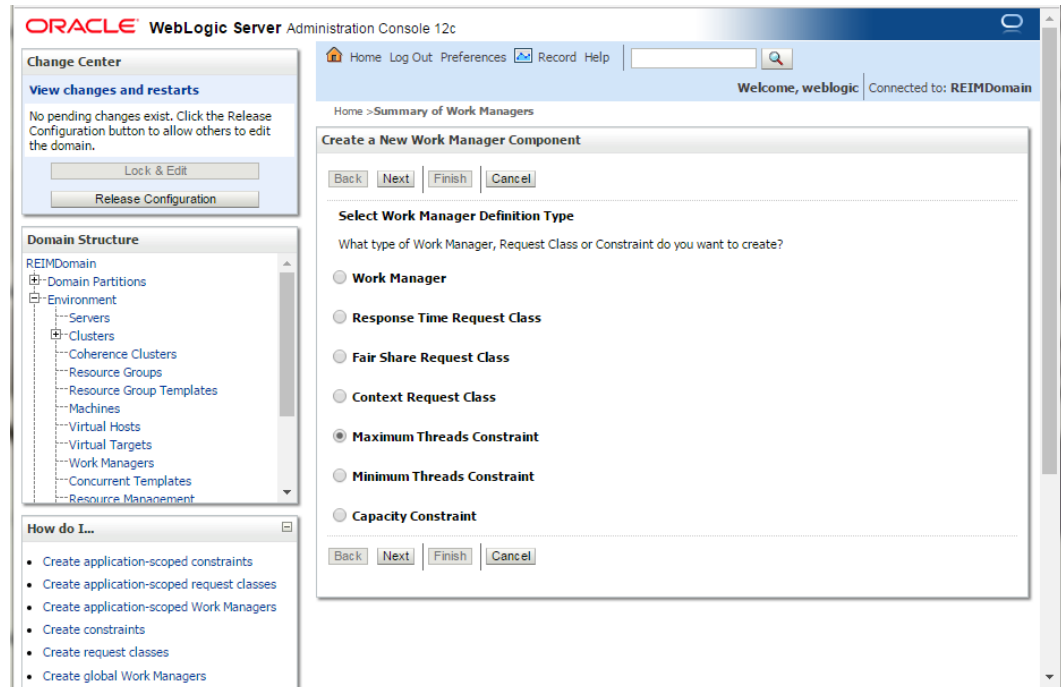 ORACLE WebLogic Server Administration Console 12c
Change Center
View changes and restarts
No pending changes exist. Click the Release
Configuration button to allow others to edit
the domain.
Lock & Edit
Release Configuration
Domain Structure
REIMDomain
Domain Partitions
Environment
Servers
Clusters
Coherence Clusters
Resource Groups
Resource Group Templates
Machines
Virtual Hosts
Virtual Targets
Work Managers
Concurrent Templates
Resource Management
How do I...
Create application-scoped constraints
Create application-scoped request classes
Create application-scoped Work Managers
Create constraints
Create request classes
Create global Work Managers
Home Log Out Preferences Record Help
Welcome, weblogic Connected to: REIMDomain
Home >Summary of Work Managers
Create a New Work Manager Component
Back Next Finish Cancel
Select Work Manager Definition Type
What type of Work Manager, Request Class or Constraint do you want to create?
Work Manager
Response Time Request Class
Fair Share Request Class
Context Request Class
Maximum Threads Constraint
Minimum Threads Constraint
Capacity Constraint
Back Next Finish Cancel